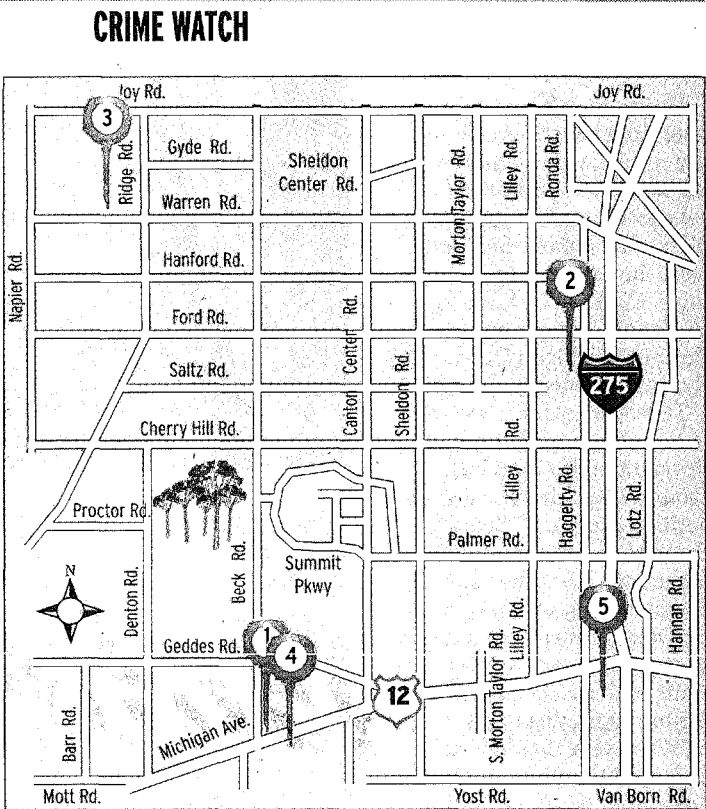 CRIME WATCH
Joy Rd.
Joy Rd.
3
Ridge Rd.
Gyde Rd.
Sheldon
Center Rd.
Morton Taylor Rd.
Lilley Rd.
Ronda Rd.
Warren Rd.
Napier Rd.
Hanford Rd.
2
Ford Rd.
Canton Center Rd.
Saltz Rd.
Sheldon Rd.
275
Cherry Hill Rd.
Lilley Rd.
Haggerty Rd.
Lotz Rd.
Proctor Rd.
Palmer Rd.
Beck Rd.
Summit
Pkwy
N
Denton Rd.
Hannan Rd.
5
Geddes Rd.
1
4
Lilley Rd.
S. Morton Taylor Rd.
12
Barr Rd.
Michigan Ave.
Mott Rd.
Yost Rd.
Van Born Rd.